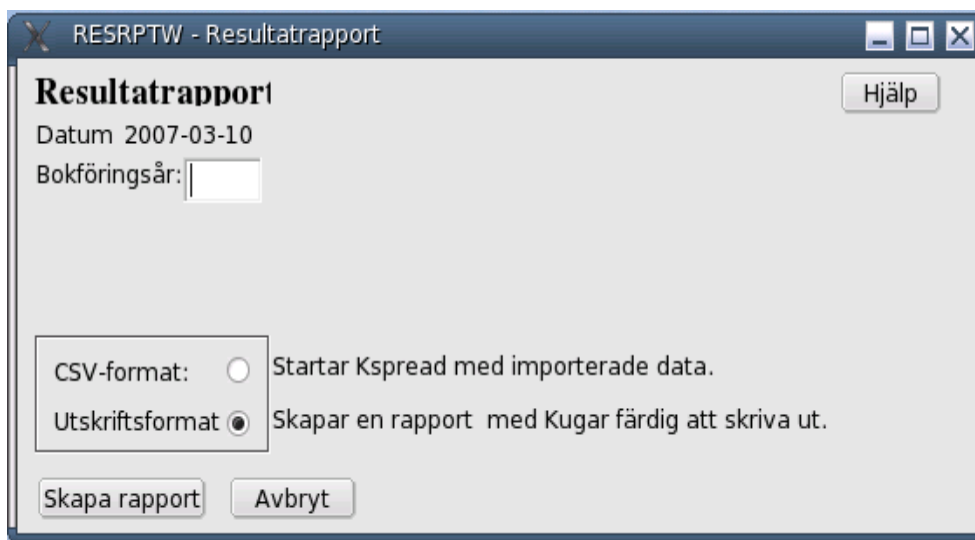 RESRPTW - Resultatrapport
Resultatrapport
Hjälp
Datum 2007-03-10
Bokföringsår:
CSV-format:
Startar Kspread med importerade data.
Utskriftsformat
Skapar en rapport med Kugar färdig att skriva ut.
Skapa rapport
Avbryt